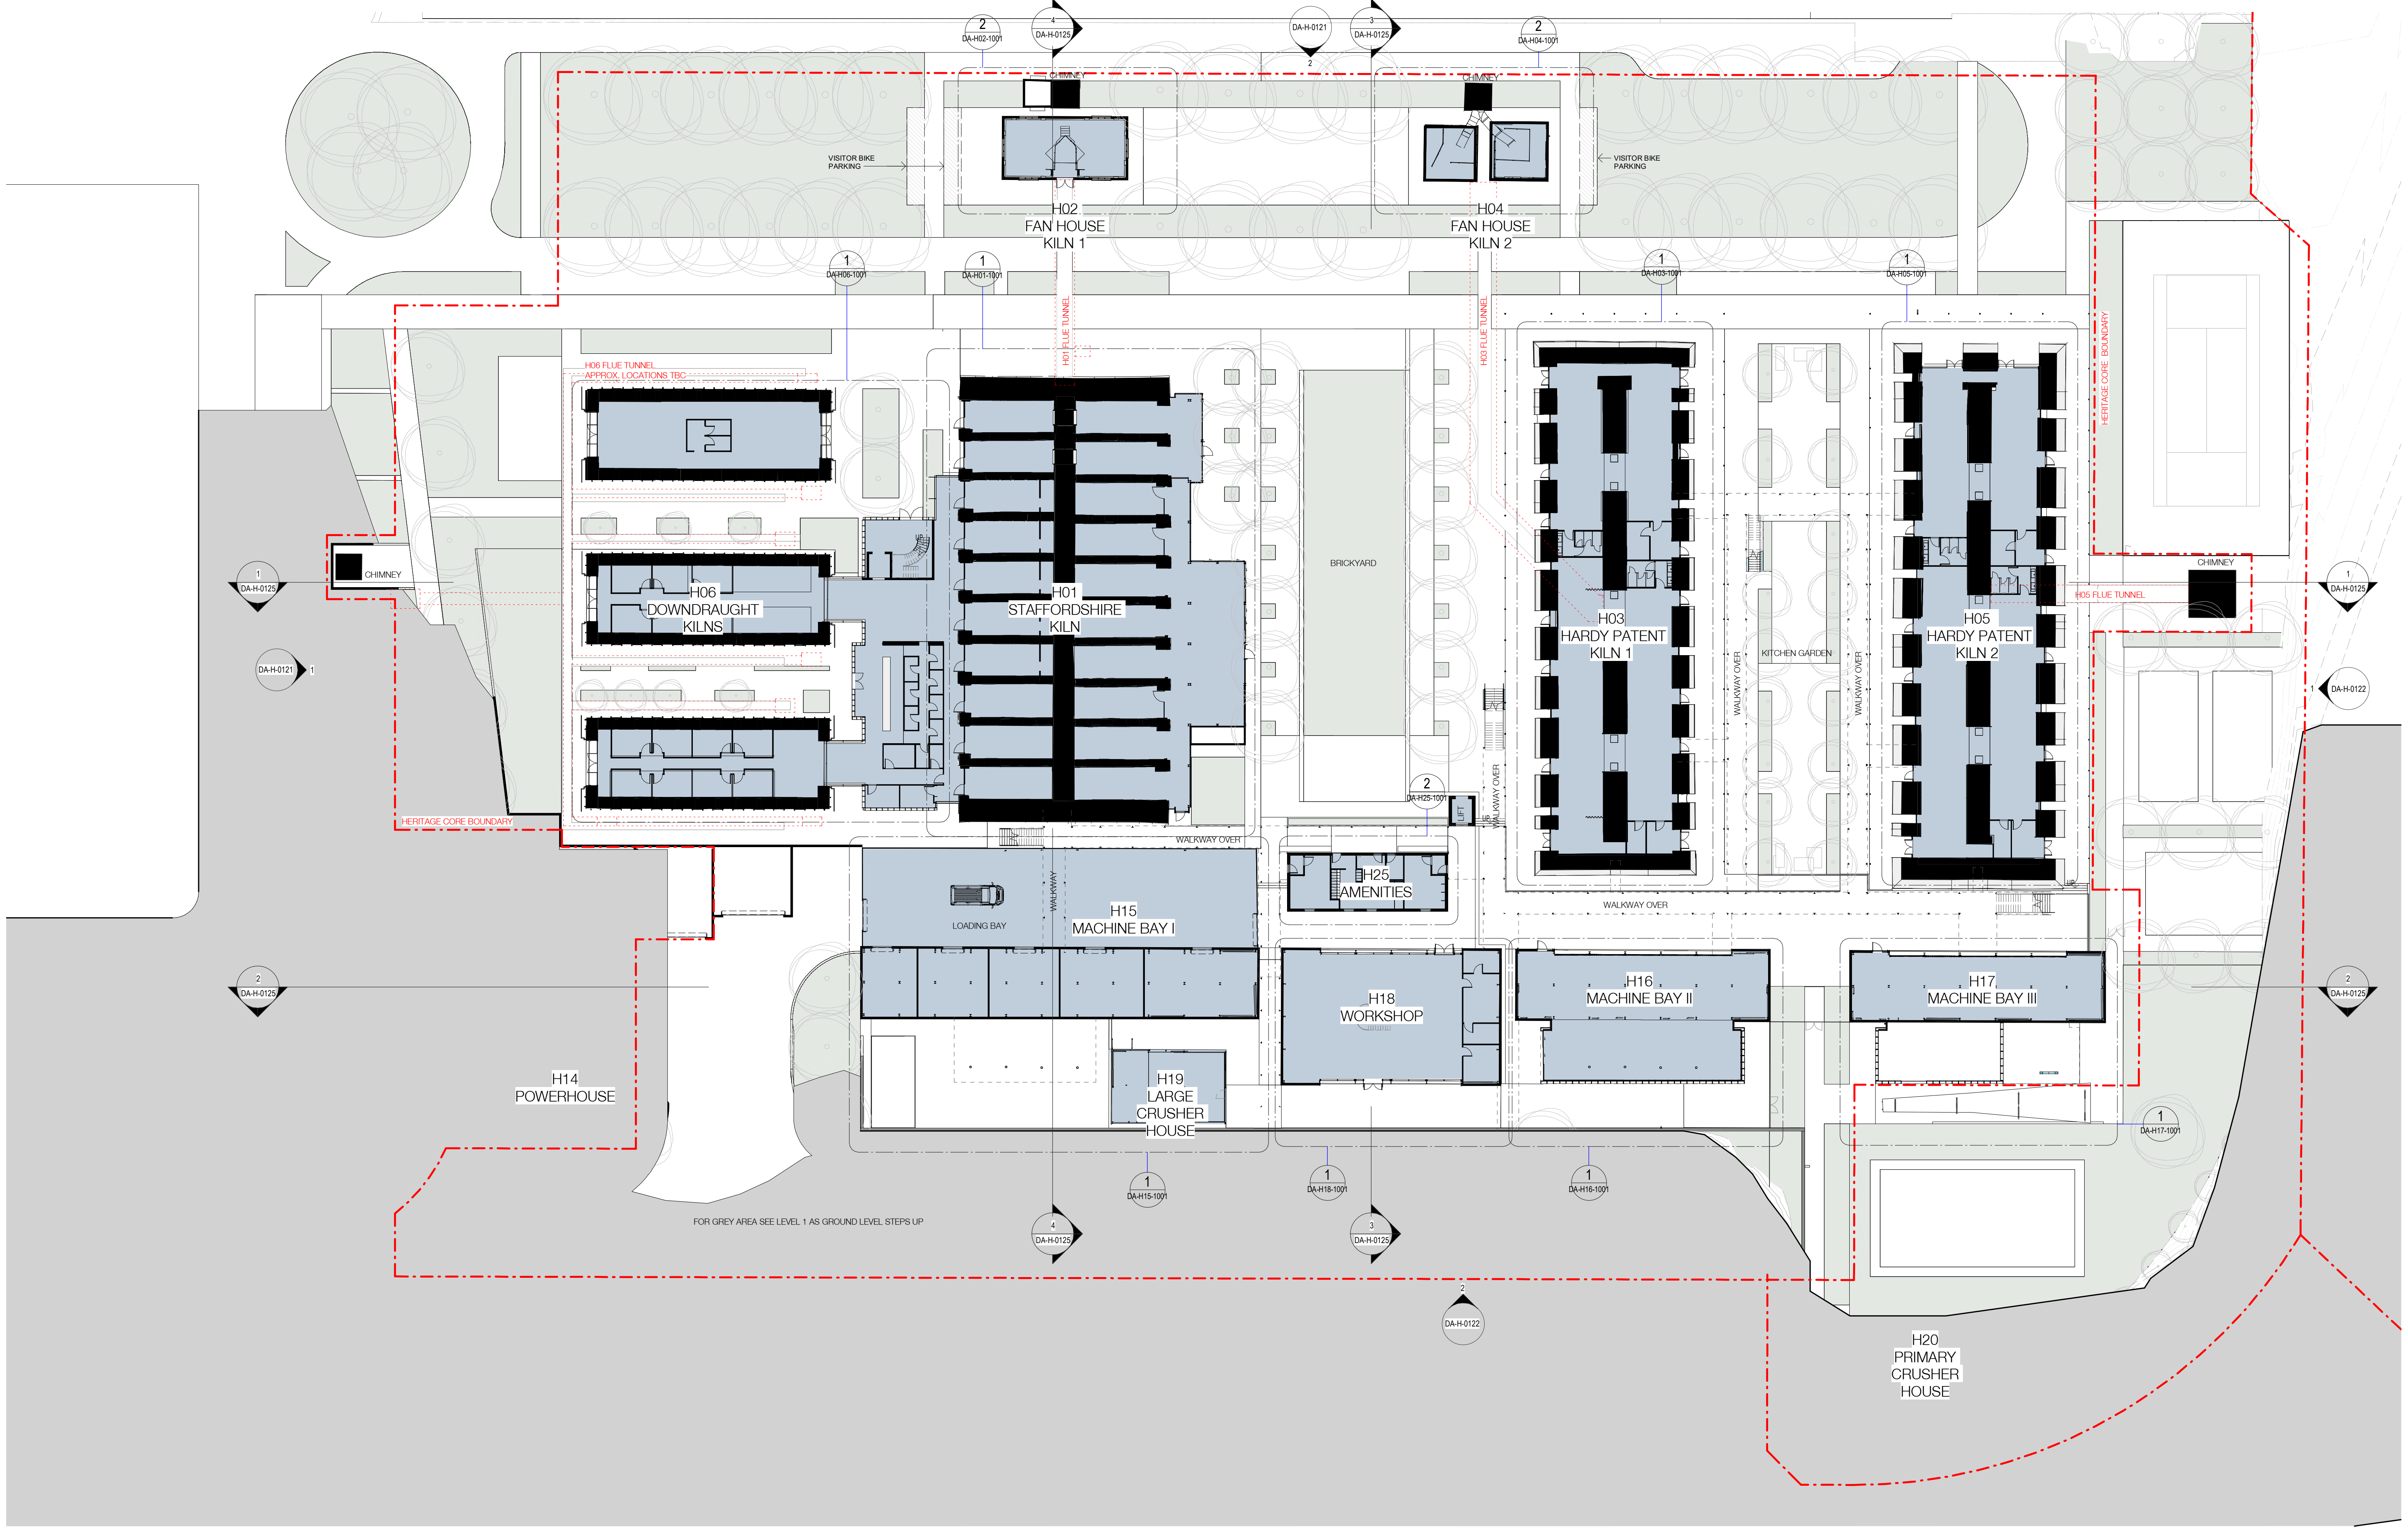 4
DA-H-0125
3
DA-H-0125
2
DA-H02-1001
DA-H-0121
2
2
DA-H04-1001
CHIMNEY
CHIMNEY
VISITOR BIKE
PARKING
VISITOR BIKE
PARKING
H02
FAN HOUSE
KILN 1
H04
FAN HOUSE
KILN 2
1
DA-H06-1001
1
DA-H01-1001
1
DA-H03-1001
1
DA-H05-1001
H01 FLUE TUNNEL
H03 FLUE TUNNEL
HERITAGE CORE BOUNDARY
H06 FLUE TUNNEL
APPROX. LOCATIONS TBC
UP
BRICKYARD
CHIMNEY
CHIMNEY
1
DA-H-0125
1
DA-H-0125
H05 FLUE TUNNEL
H06
DOWNDRAUGHT
KILNS
H01
STAFFORDSHIRE
KILN
H03
HARDY PATENT
KILN 1
H05
HARDY PATENT
KILN 2
KITCHEN GARDEN
DA-H-0121
1
1
DA-H-0122
WALKWAY OVER
WALKWAY OVER
WALKWAY OVER
2
DA-H25-1001
LIFT
UP
HERITAGE CORE BOUNDARY
WALKWAY OVER
WALKWAY
H25
AMENITIES
UP
WALKWAY OVER
LOADING BAY
H15
MACHINE BAY I
2
DA-H-0125
2
DA-H-0125
H18
WORKSHOP
H16
MACHINE BAY II
H17
MACHINE BAY III
H14
POWERHOUSE
H19
LARGE
CRUSHER
HOUSE
1
DA-H17-1001
1
DA-H15-1001
1
DA-H18-1001
1
DA-H16-1001
FOR GREY AREA SEE LEVEL 1 AS GROUND LEVEL STEPS UP
4
DA-H-0125
3
DA-H-0125
2
DA-H-0122
H20
PRIMARY
CRUSHER
HOUSE